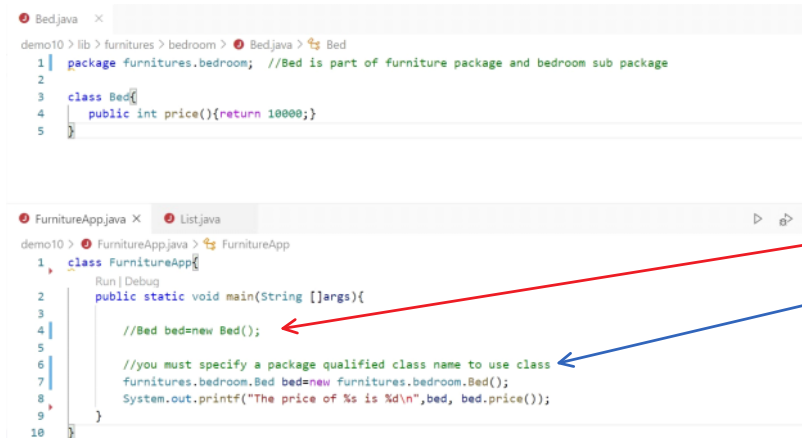 Bed.java ×
demo10 > lib > furnitures > bedroom > Bed.java > Bed
1 package furnitures.bedroom; //Bed is part of furniture package and bedroom sub package
2
3 class Bed{
4 public int price(){return 10000;}
5 }
FurnitureApp.java × List.java
demo10 > FurnitureApp.java > FurnitureApp
1 class FurnitureApp{
Run | Debug
2 public static void main(String []args){
3
4 //Bed bed=new Bed();
5
6 //you must specify a package qualified class name to use class
7 furnitures.bedroom.Bed bed=new furnitures.bedroom.Bed();
8 System.out.printf("The price of %s is %d\n",bed, bed.price());
9 }
10 }